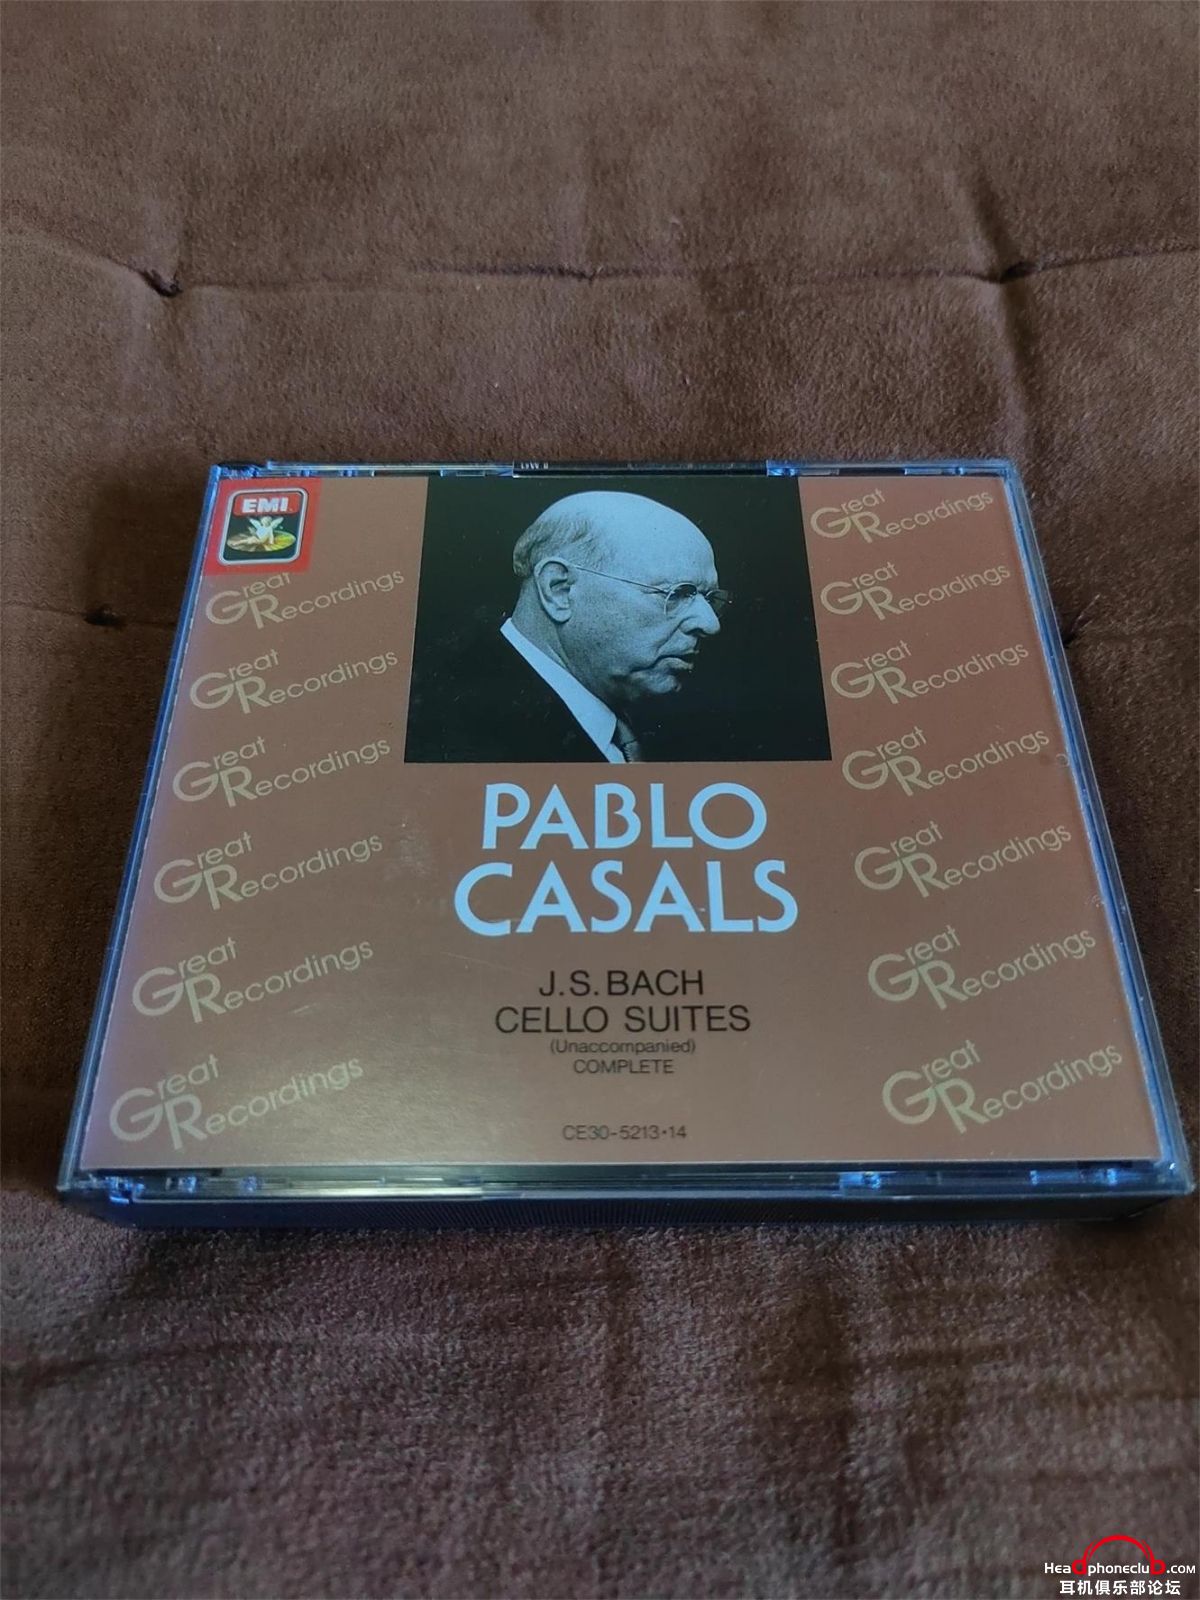 EMI
Great
Recordings
Great
Recordings
Great
Recordings
Great
Recordings
Great
Recordings
Great
Recordings
PABLO
CASALS
J.S.BACH
CELLO SUITES
(Unaccompanied)
COMPLETE
CE30-5213•14
Great
Recordings
Great
Recordings
Great
Recordings
Great
Recordings
Great
Recordings
Great
Recordings
Great
Recordings
Headphoneclub.com
耳机俱乐部论坛